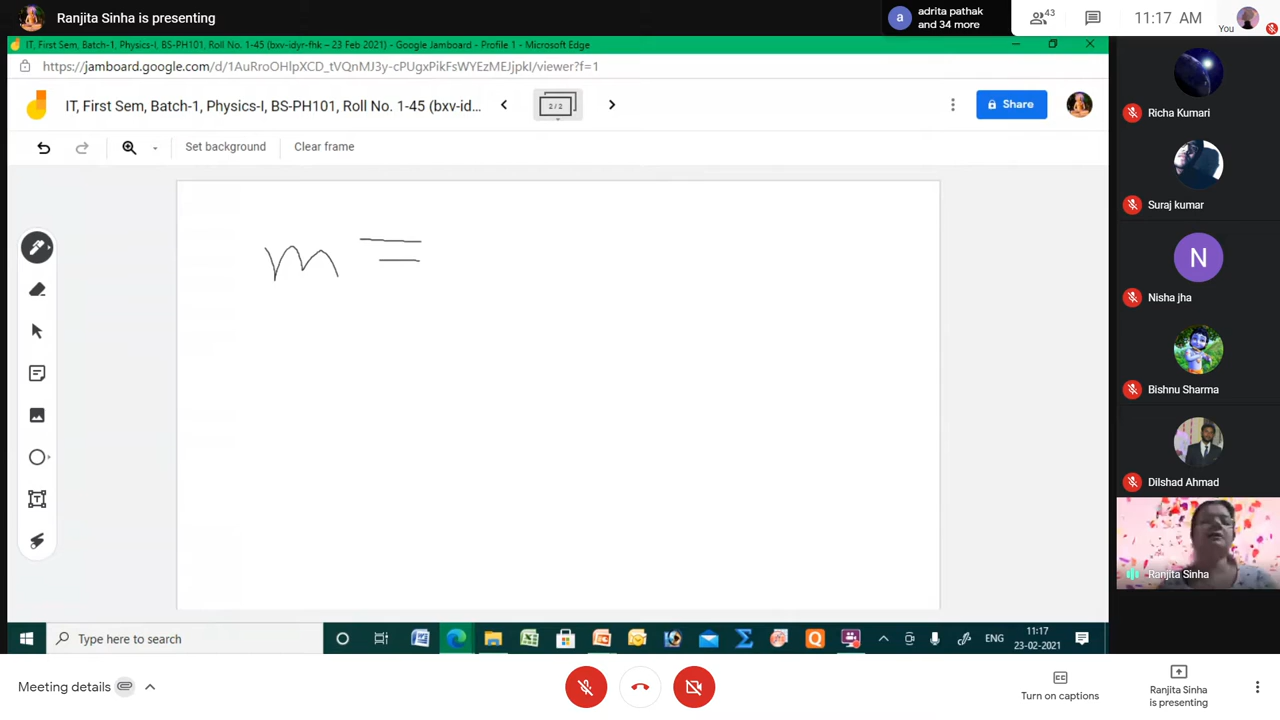 Ranjita Sinha is presenting
a
adrita pathak
and 34 more
43
11:17 AM
You
IT, First Sem, Batch-1, Physics-I, BS-PH101, Roll No. 1-45 (bxv-idyr-fhk – 23 Feb 2021) - Google Jamboard - Profile 1 - Microsoft Edge
https://jamboard.google.com/d/1AuRroOHlpXCD_tVQnMJ3y-cPUgxPikFsWYEzMEJjpkI/viewer?f=1
IT, First Sem, Batch-1, Physics-I, BS-PH101, Roll No. 1-45 (bxv-id...
2 / 2
Share
Set background
Clear frame
m =
Richa Kumari
Suraj kumar
N
Nisha jha
Bishnu Sharma
Dilshad Ahmad
Ranjita Sinha
Type here to search
ENG
11:17
23-02-2021
Meeting details
Turn on captions
Ranjita Sinha
is presenting